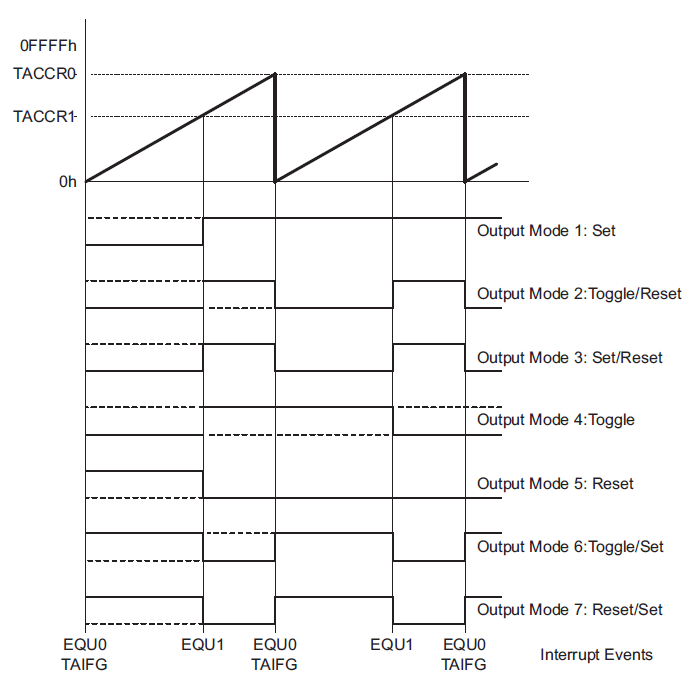 0FFFFh
TACCR0
TACCR1
0h
Output Mode 1: Set
Output Mode 2:Toggle/Reset
Output Mode 3: Set/Reset
Output Mode 4:Toggle
Output Mode 5: Reset
Output Mode 6:Toggle/Set
Output Mode 7: Reset/Set
EQU0 EQU1 EQU0 EQU1 EQU0
TAIFG TAIFG TAIFG
Interrupt Events